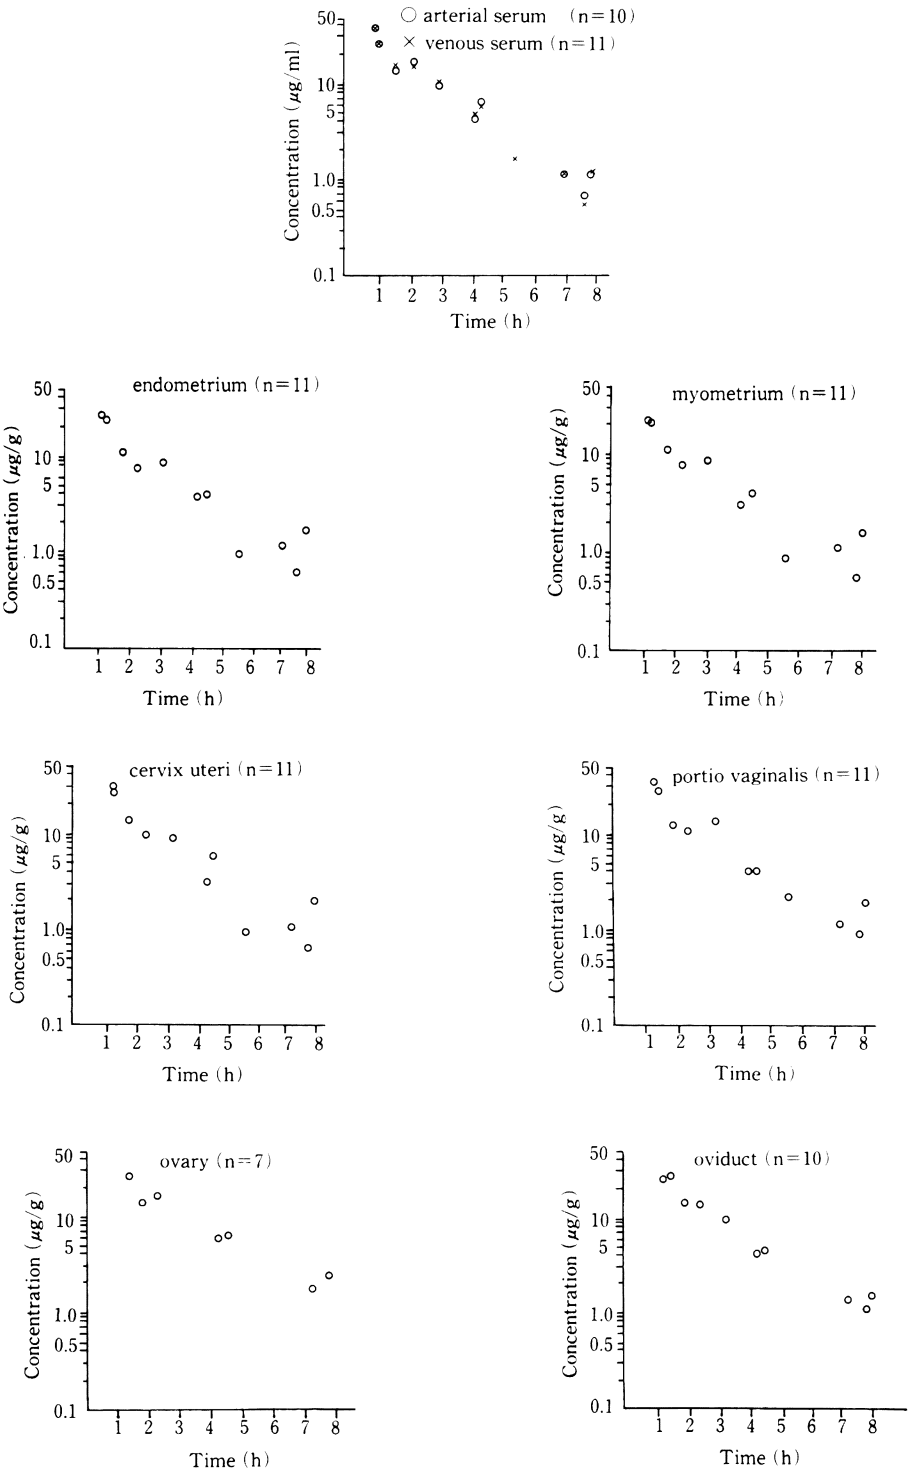 ○ arterial serum (n=10)
× venous serum (n=11)
Concentration (μg/ml)
50
10
5
1.0
0.5
0.1
1 2 3 4 5 6 7 8
Time (h)
endometrium (n=11)
Concentration (μg/g)
50
10
5
1.0
0.5
0.1
1 2 3 4 5 6 7 8
Time (h)
myometrium (n=11)
Concentration (μg/g)
50
10
5
1.0
0.5
0.1
1 2 3 4 5 6 7 8
Time (h)
cervix uteri (n=11)
Concentration (μg/g)
50
10
5
1.0
0.5
0.1
1 2 3 4 5 6 7 8
Time (h)
portio vaginalis (n=11)
Concentration (μg/g)
50
10
5
1.0
0.5
0.1
1 2 3 4 5 6 7 8
Time (h)
ovary (n=7)
Concentration (μg/g)
50
10
5
1.0
0.5
0.1
1 2 3 4 5 6 7 8
Time (h)
oviduct (n=10)
Concentration (μg/g)
50
10
5
1.0
0.5
0.1
1 2 3 4 5 6 7 8
Time (h)